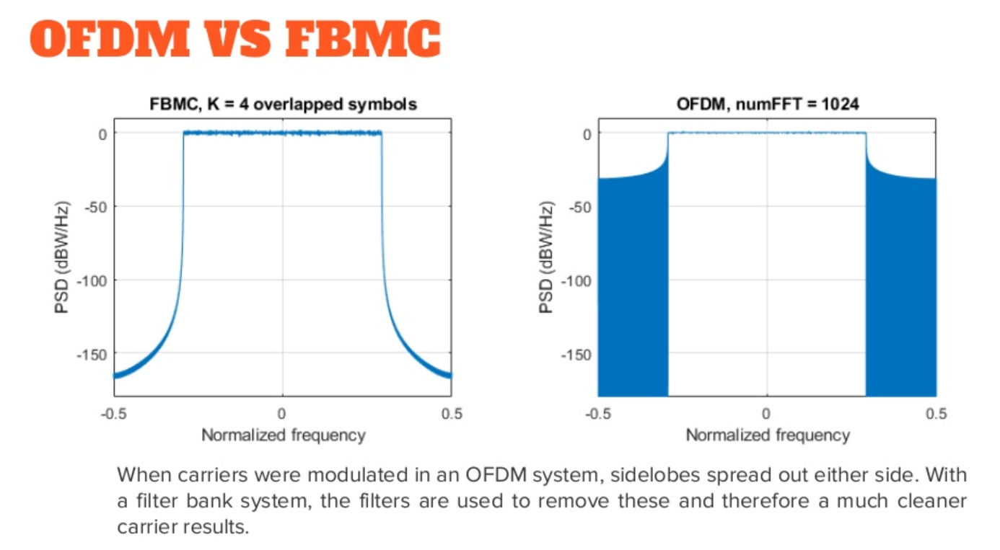 OFDM VS FBMC
FBMC, K = 4 overlapped symbols
0
-50
-100
-150
PSD (dBW/Hz)
-0.5
0
0.5
Normalized frequency
OFDM, numFFT = 1024
0
-50
-100
-150
PSD (dBW/Hz)
-0.5
0
0.5
Normalized frequency
When carriers were modulated in an OFDM system, sidelobes spread out either side. With
a filter bank system, the filters are used to remove these and therefore a much cleaner
carrier results.